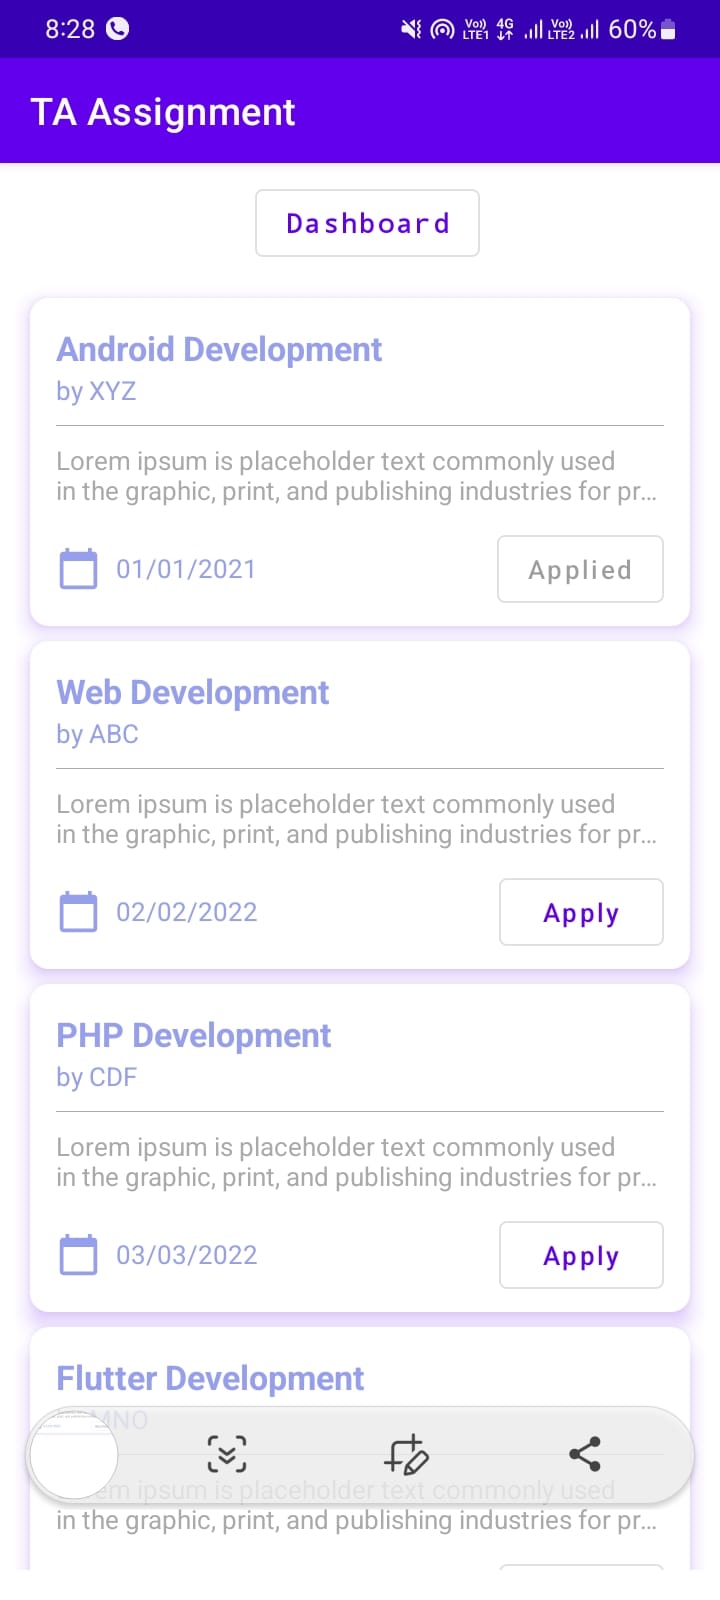 8:28 Vo)) LTE1 4G Vo)) LTE2 60%
TA Assignment
Dashboard
Android Development
by XYZ
Lorem ipsum is placeholder text commonly used
in the graphic, print, and publishing industries for pr...
01/01/2021 Applied
Web Development
by ABC
Lorem ipsum is placeholder text commonly used
in the graphic, print, and publishing industries for pr...
02/02/2022 Apply
PHP Development
by CDF
Lorem ipsum is placeholder text commonly used
in the graphic, print, and publishing industries for pr...
03/03/2022 Apply
Flutter Development
MNO
ipsum is placeholder text commonly used
in the graphic, print, and publishing industries for pr...